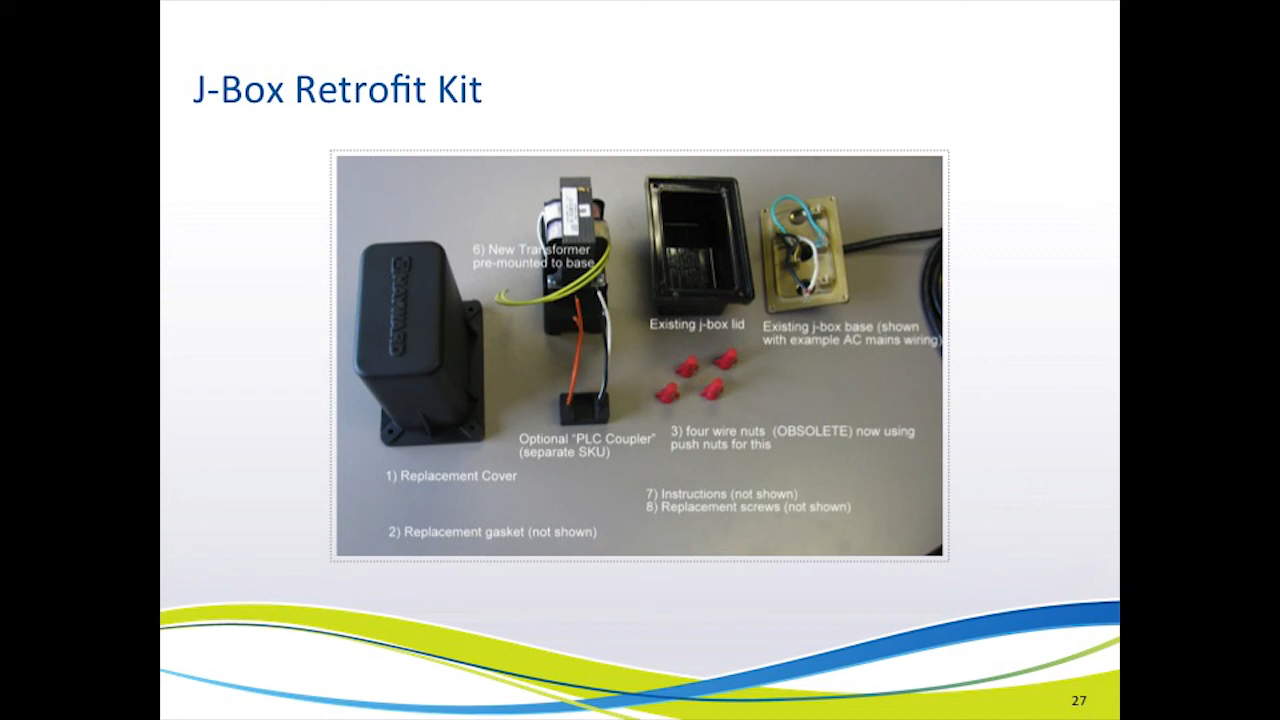 J-Box Retrofit Kit
HAYWARD
6) New Transformer
pre-mounted to base
Existing j-box lid
Existing j-box base (shown
with example AC mains wiring)
Optional "PLC Coupler"
(separate SKU)
3) four wire nuts (OBSOLETE) now using
push nuts for this
1) Replacement Cover
7) Instructions (not shown)
8) Replacement screws (not shown)
2) Replacement gasket (not shown)
27